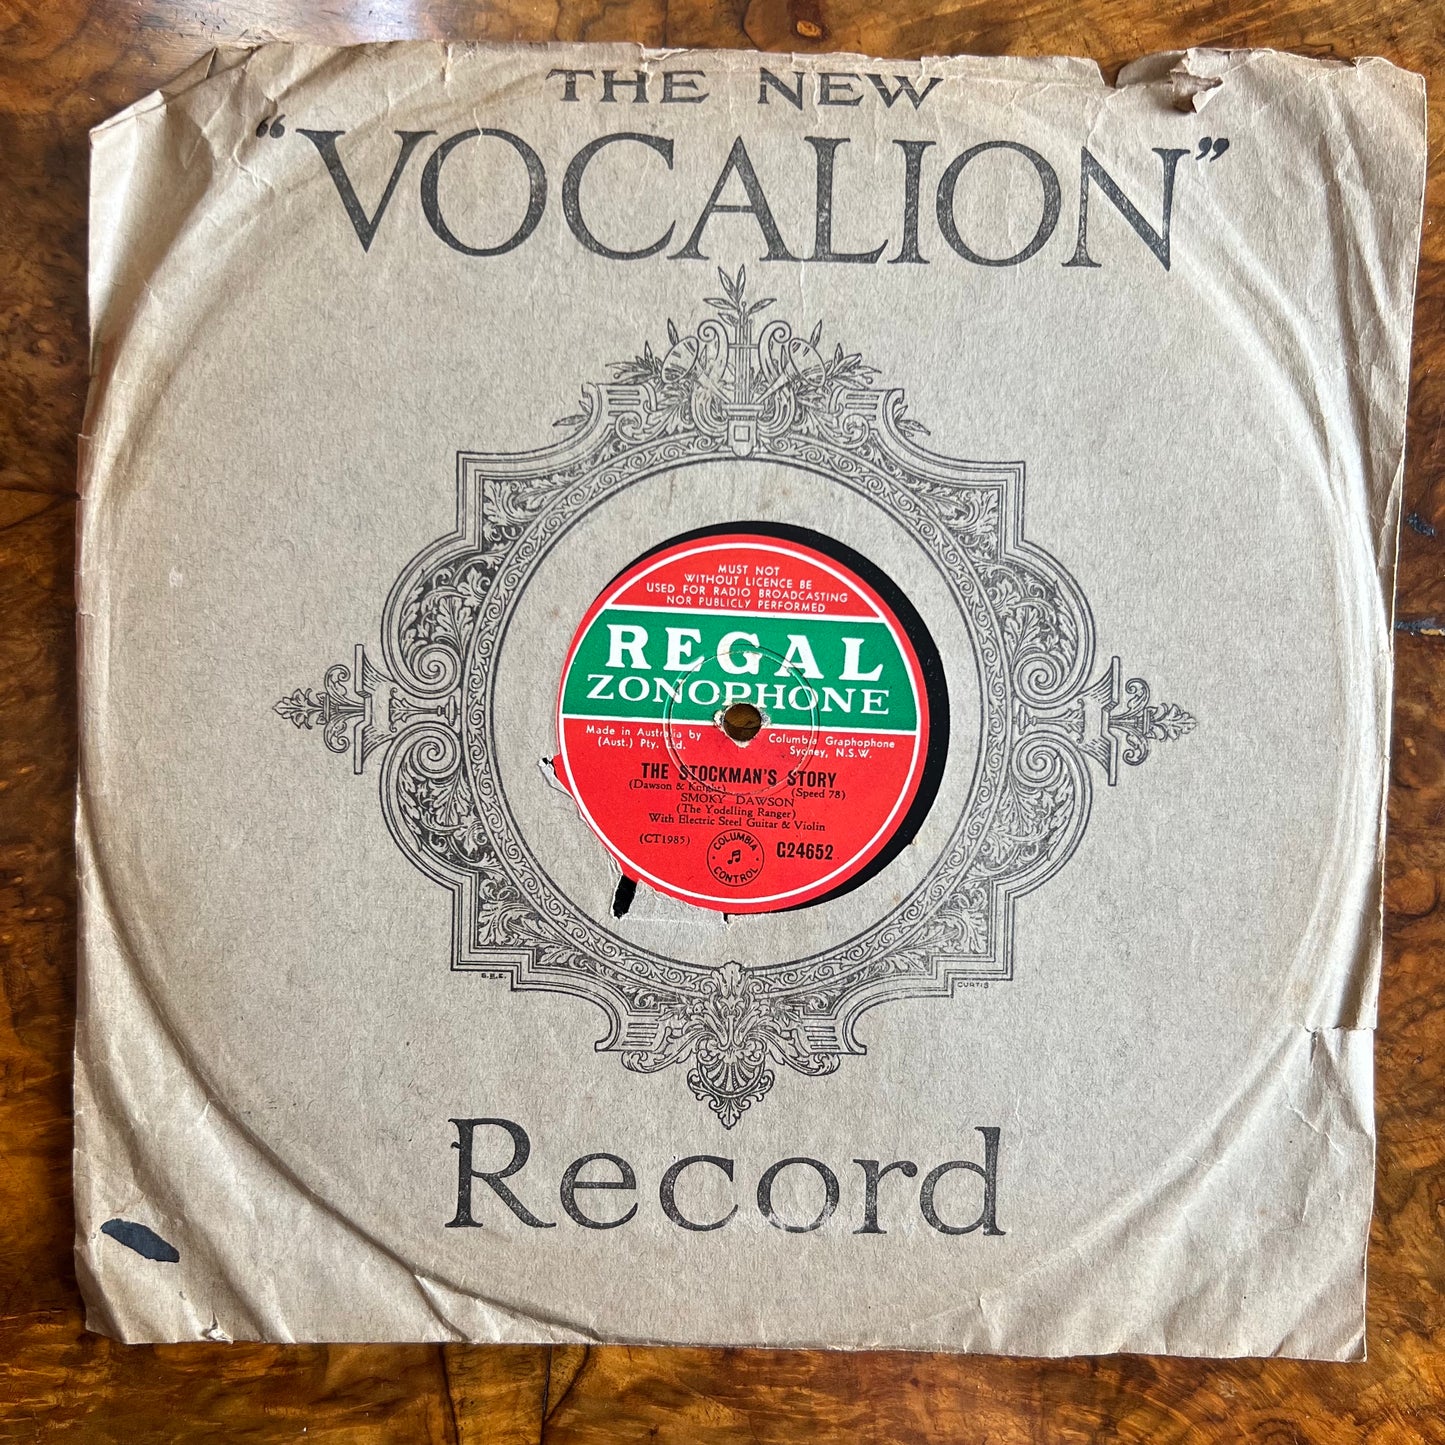 THE NEW
“VOCALION”
MUST NOT
WITHOUT LICENCE BE
USED FOR RADIO BROADCASTING
NOR PUBLICLY PERFORMED
REGAL
ZONOPHONE
Made in Australia by Columbia Graphophone
(Aust.) Pty. Ltd. Sydney, N.S.W.
THE STOCKMAN'S STORY
(Dawson & Knight) (Speed 78)
SMOKY DAWSON
(The Yodelling Ranger)
With Electric Steel Guitar & Violin
(CT1985) COLUMBIA CONTROL G24652
G.B.E. CURTIS
Record